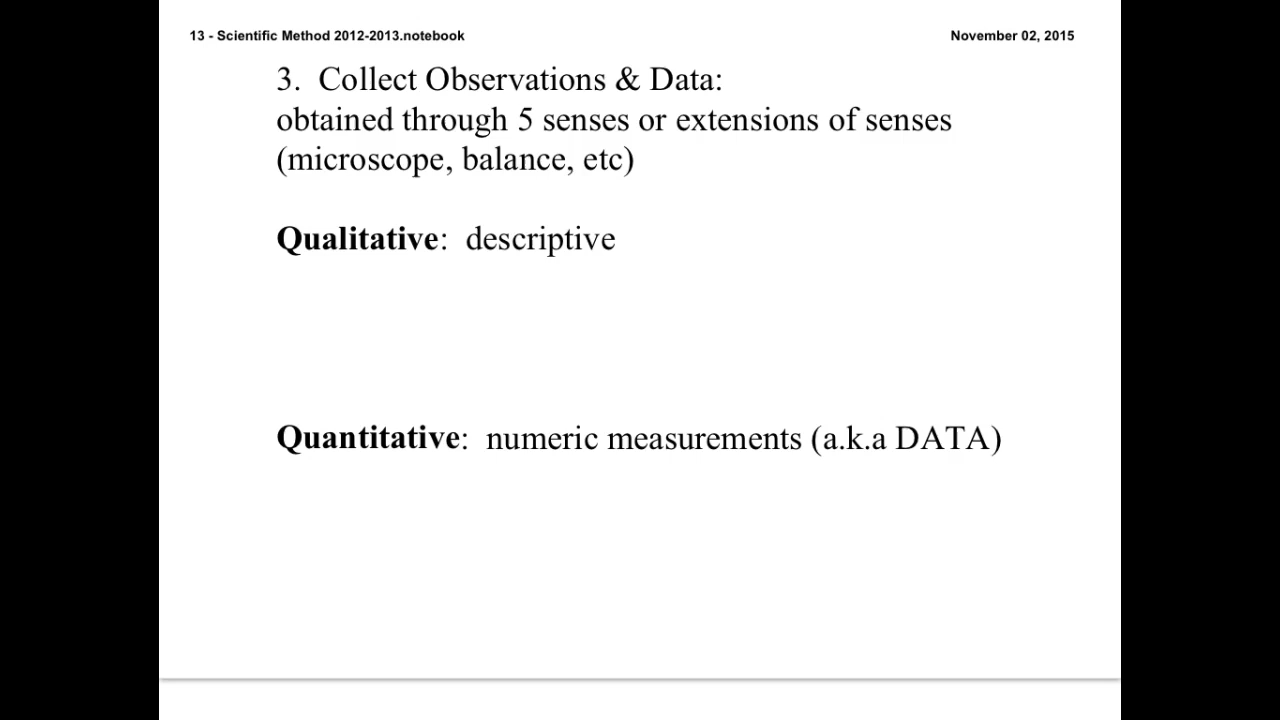 13 - Scientific Method 2012-2013.notebook
November 02, 2015
3. Collect Observations & Data:
obtained through 5 senses or extensions of senses
(microscope, balance, etc)
Qualitative: descriptive
Quantitative: numeric measurements (a.k.a DATA)